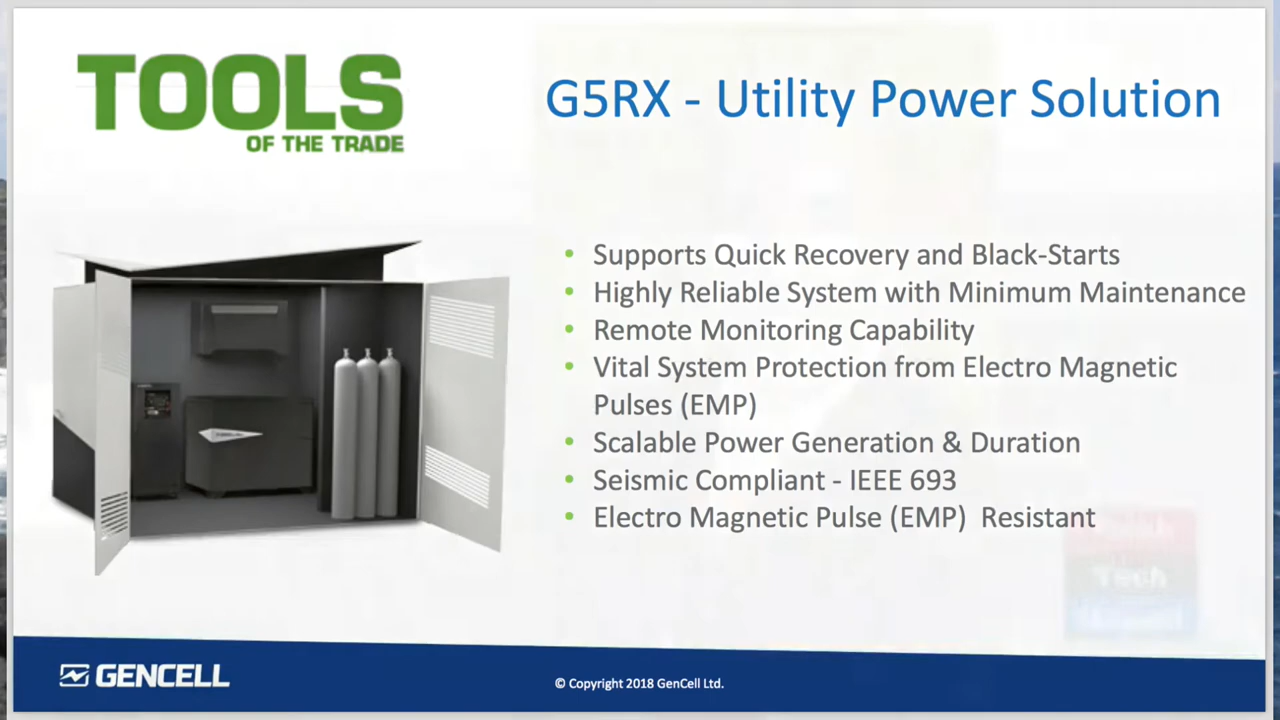 TOOLS
OF THE TRADE
G5RX - Utility Power Solution
• Supports Quick Recovery and Black-Starts
• Highly Reliable System with Minimum Maintenance
• Remote Monitoring Capability
• Vital System Protection from Electro Magnetic
Pulses (EMP)
• Scalable Power Generation & Duration
• Seismic Compliant - IEEE 693
• Electro Magnetic Pulse (EMP)  Resistant
Tech
GENCELL
© Copyright 2018 GenCell Ltd.